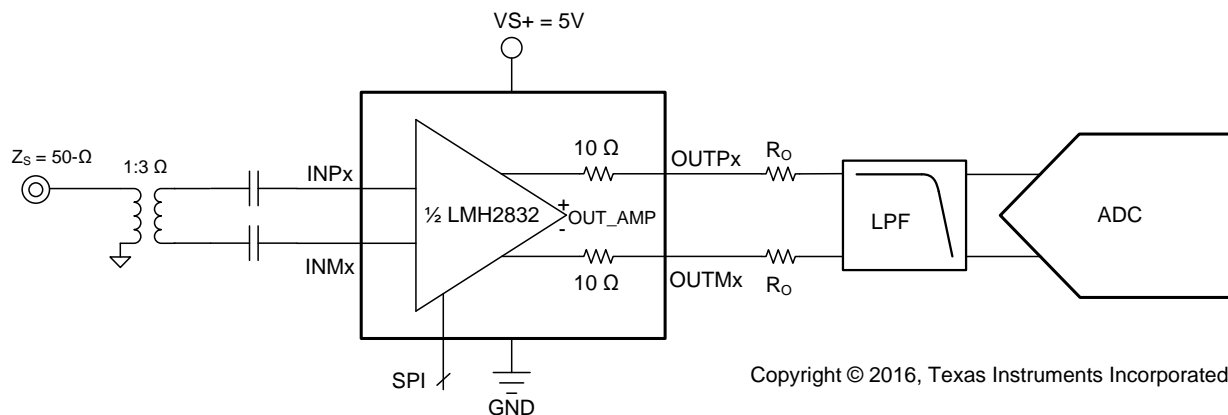 VS+ = 5V
ZS = 50-Ω
1:3 Ω
INPx
INMx
½ LMH2832
10 Ω
+
OUT_AMP
-
10 Ω
OUTPx
OUTMx
RO
RO
LPF
ADC
SPI
GND
Copyright © 2016, Texas Instruments Incorporated